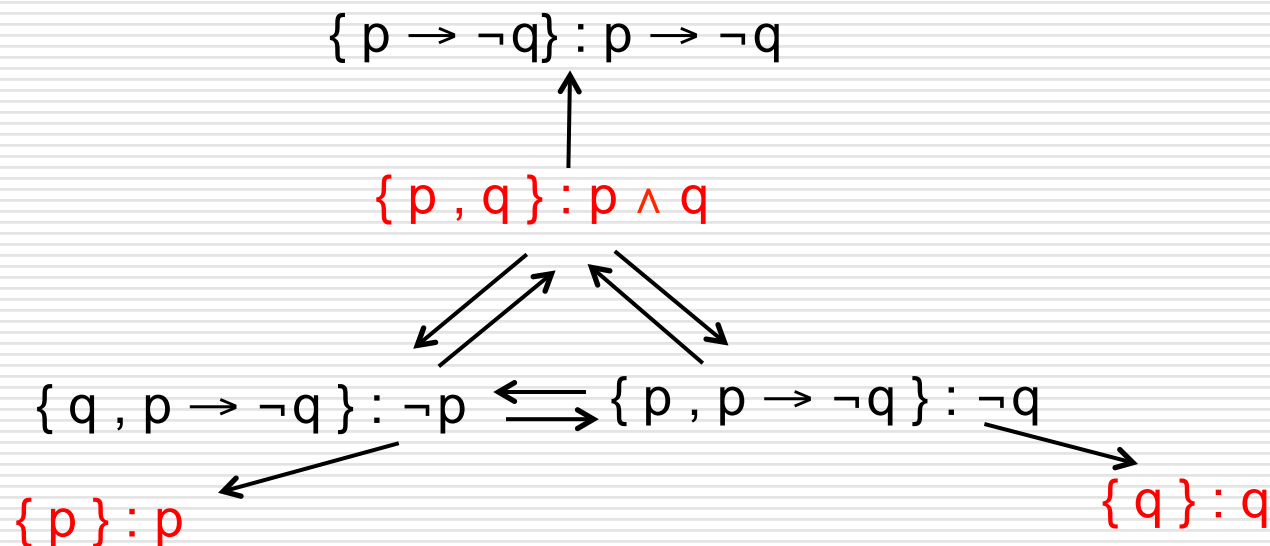 { p → ¬q} : p → ¬q
{ p , q } : p ∧ q
{ q , p → ¬q } : ¬p
{ p , p → ¬q } : ¬q
{ p } : p
{ q } : q